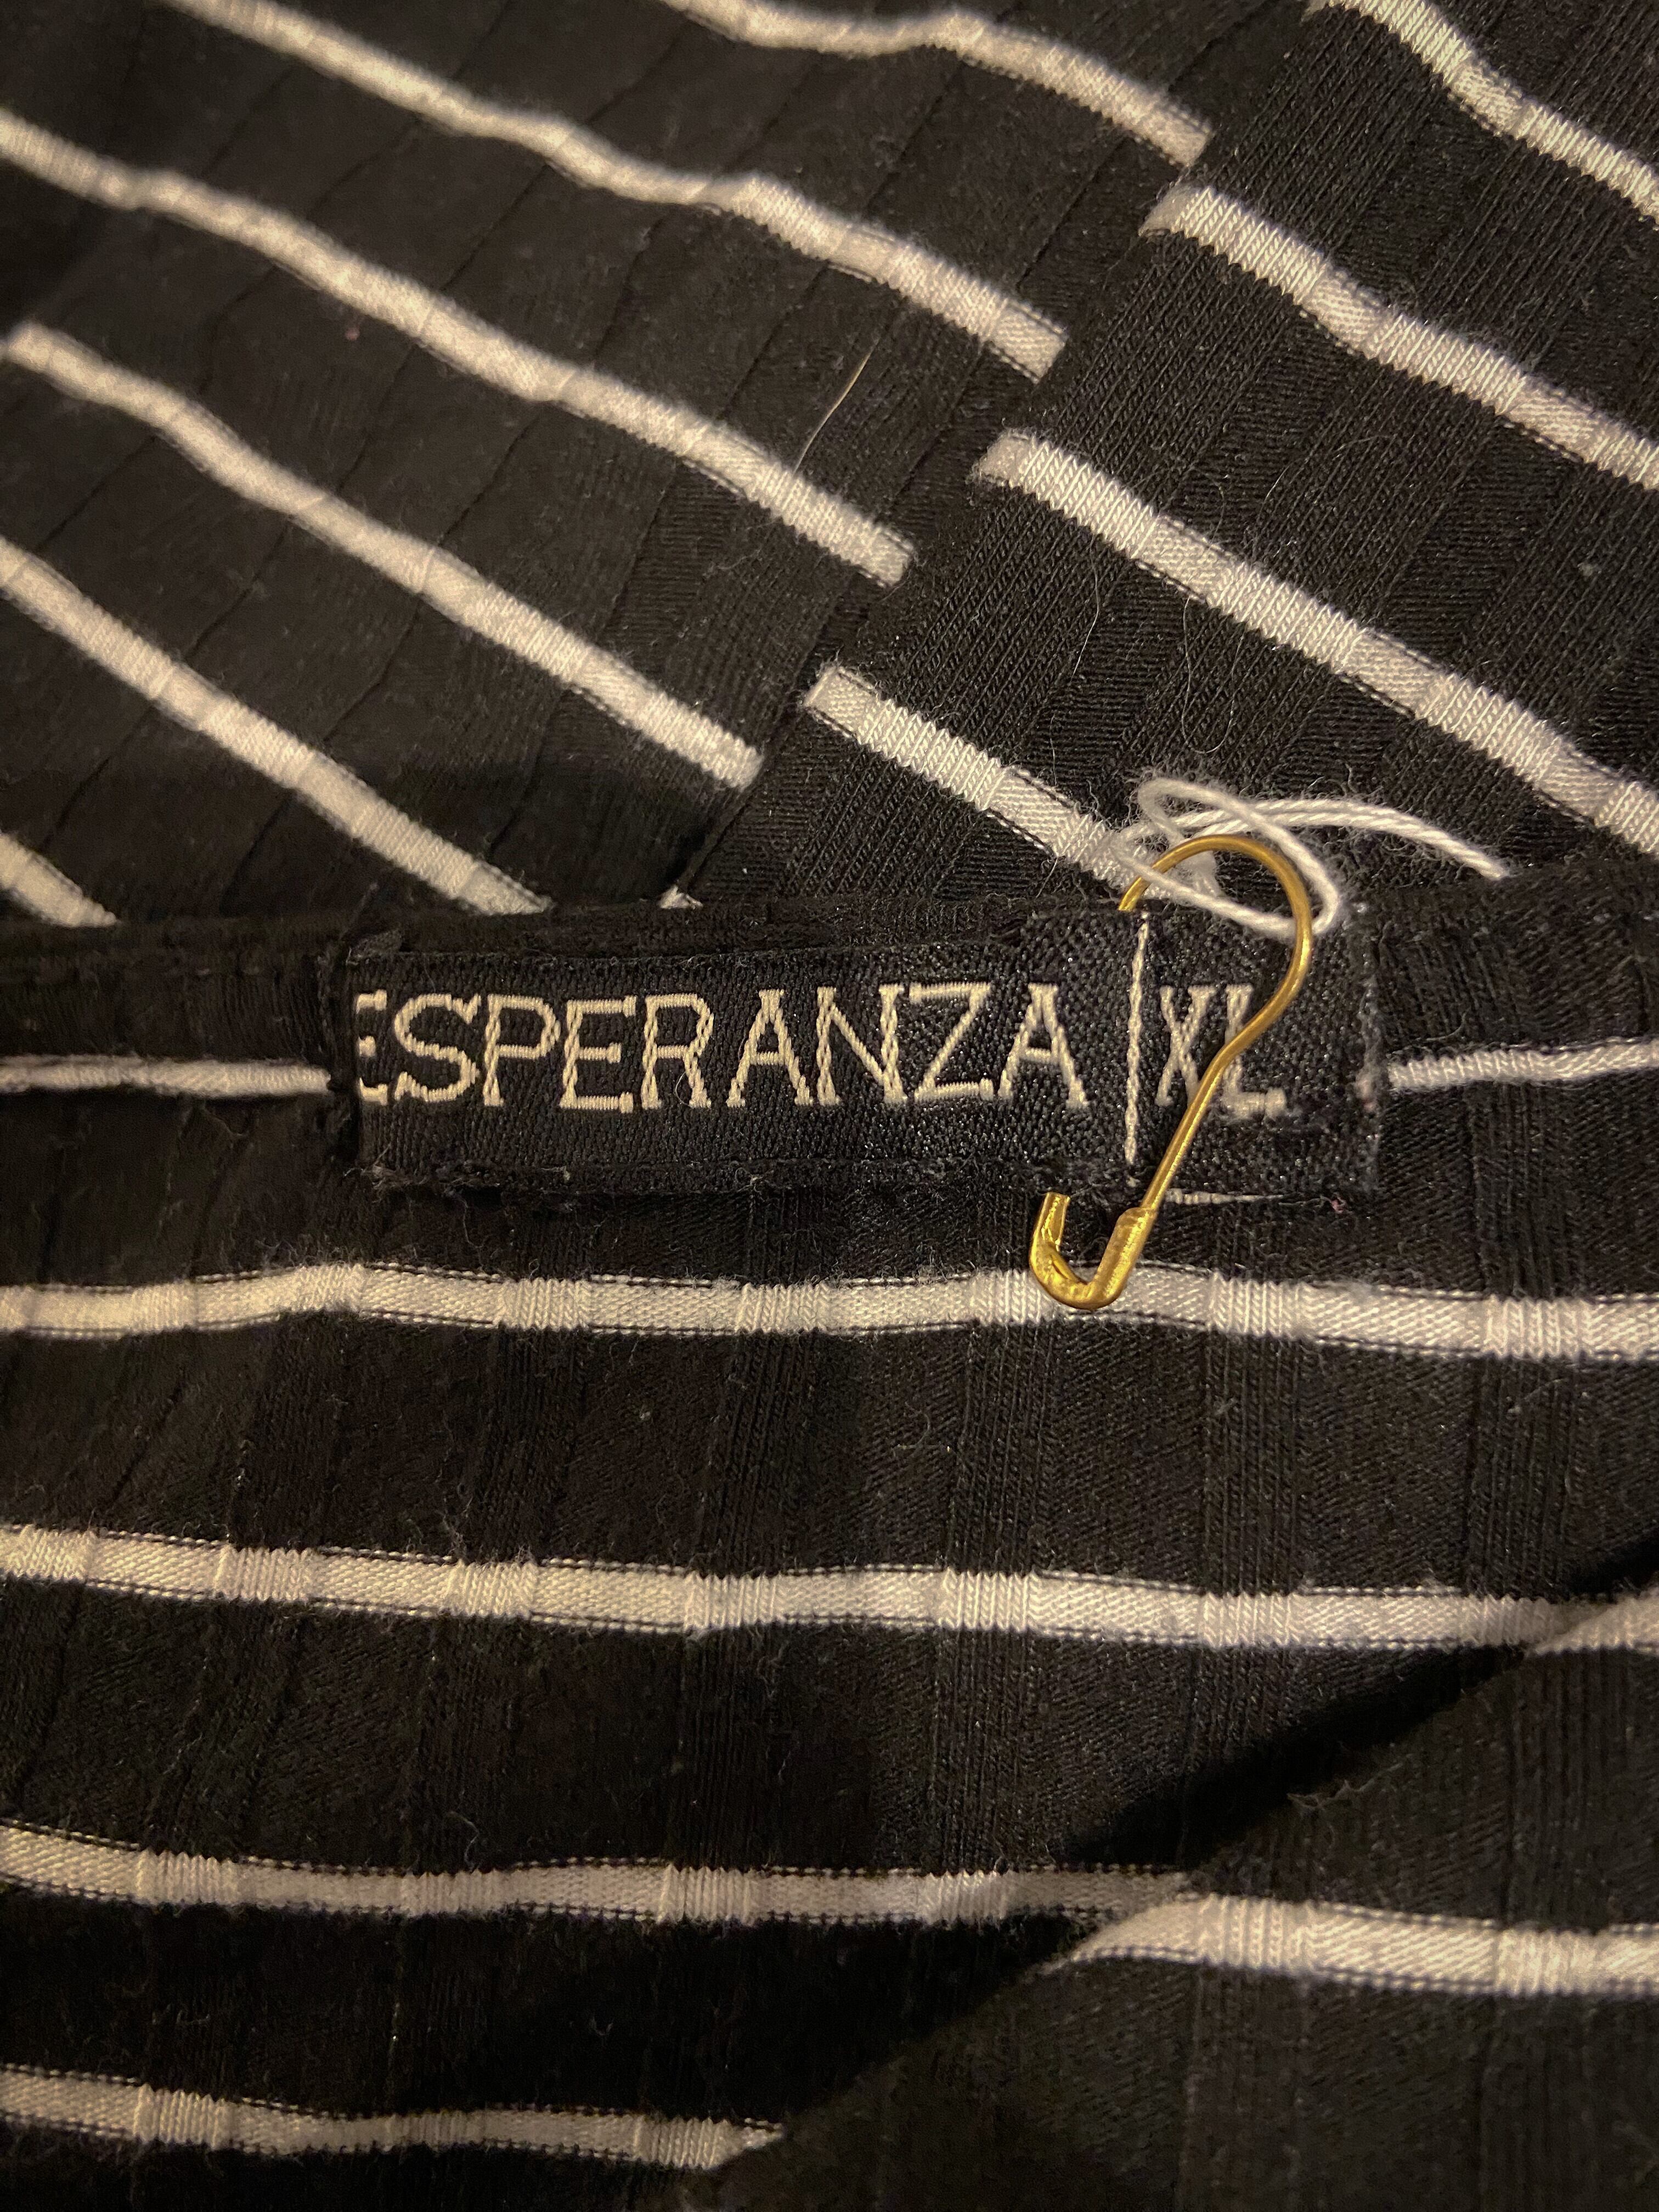 ESPERANZA | XL